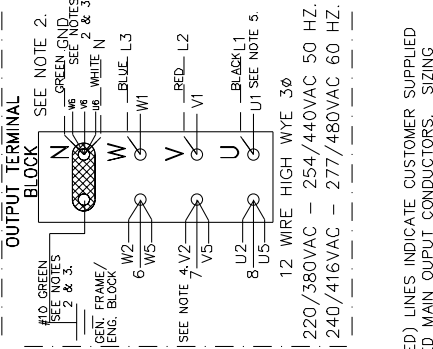 OUTPUT TERMINAL
BLOCK
SEE NOTE 2.
GREEN GND
SEE NOTES
2 & 3
W6
V6
U6
WHITE N
BLUE L3
W1
RED L2
V1
BLACK L1
U1 SEE NOTE 5.
N
W
V
U
#10 GREEN
SEE NOTES
2 & 3.
GEN. FRAME/
ENG. BLOCK
W2
6 W5
SEE NOTE 4. V2
7 V5
U2
8 U5
12 WIRE HIGH WYE 3Ø
220/380VAC - 254/440VAC 50 HZ.
240/416VAC - 277/480VAC 60 HZ.
ED) LINES INDICATE CUSTOMER SUPPLIED
ED MAIN OUPUT CONDUCTORS. SIZING